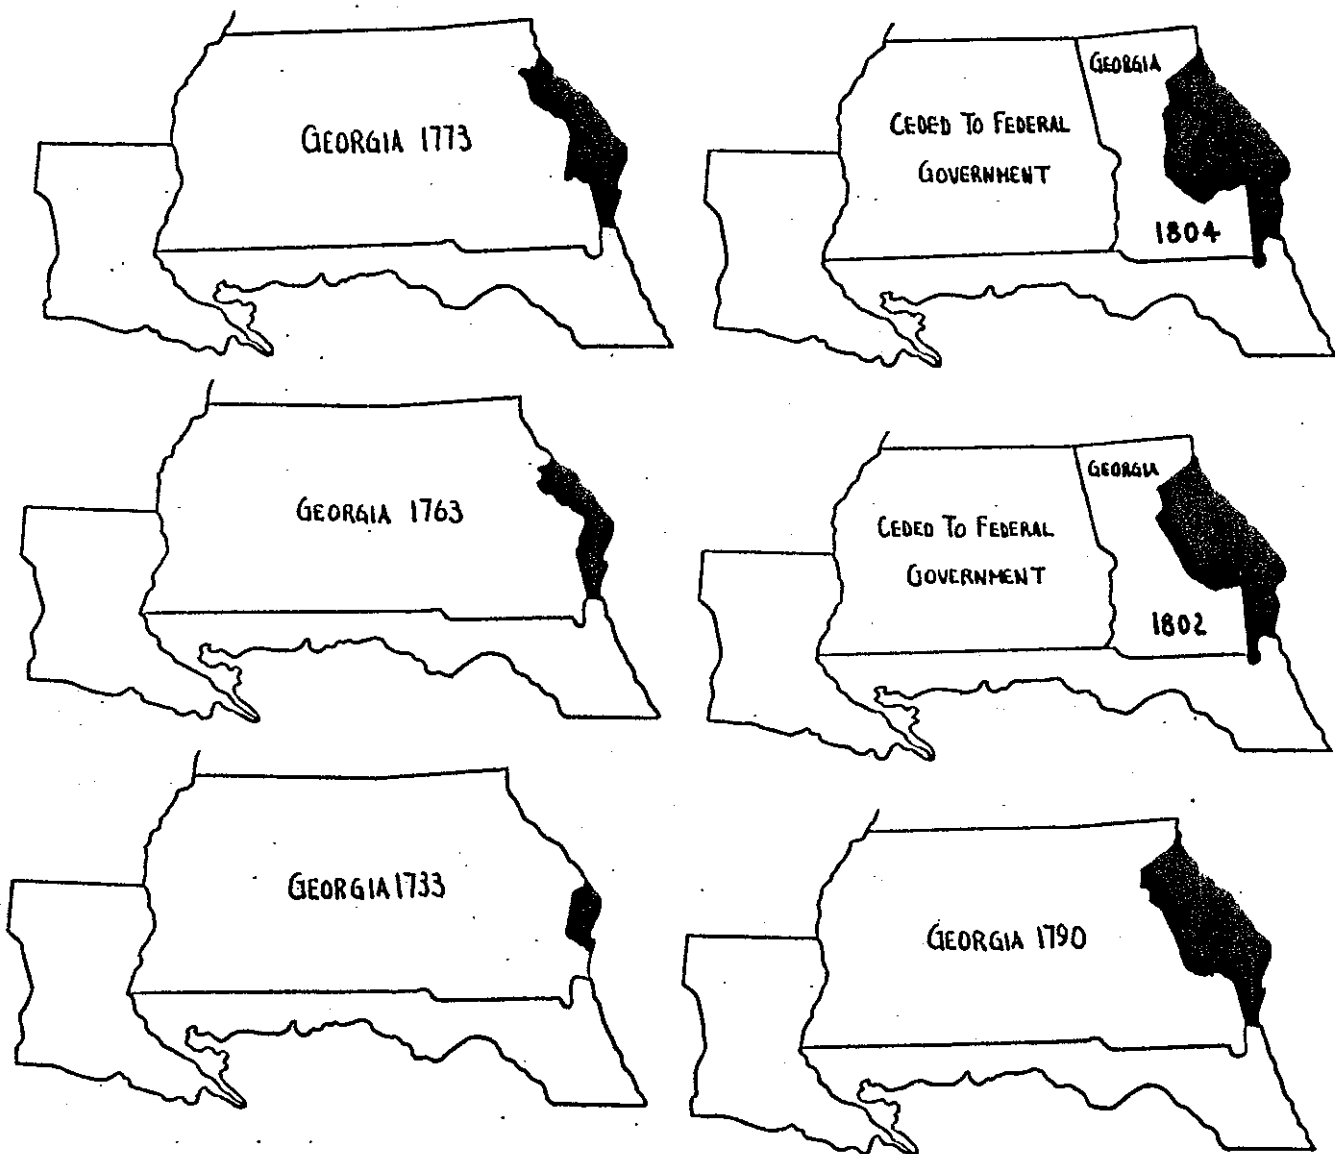 GEORGIA 1773
GEORGIA
CEDED TO FEDERAL
GOVERNMENT
1804
GEORGIA 1763
GEORGIA
CEDED TO FEDERAL
GOVERNMENT
1802
GEORGIA 1733
GEORGIA 1790